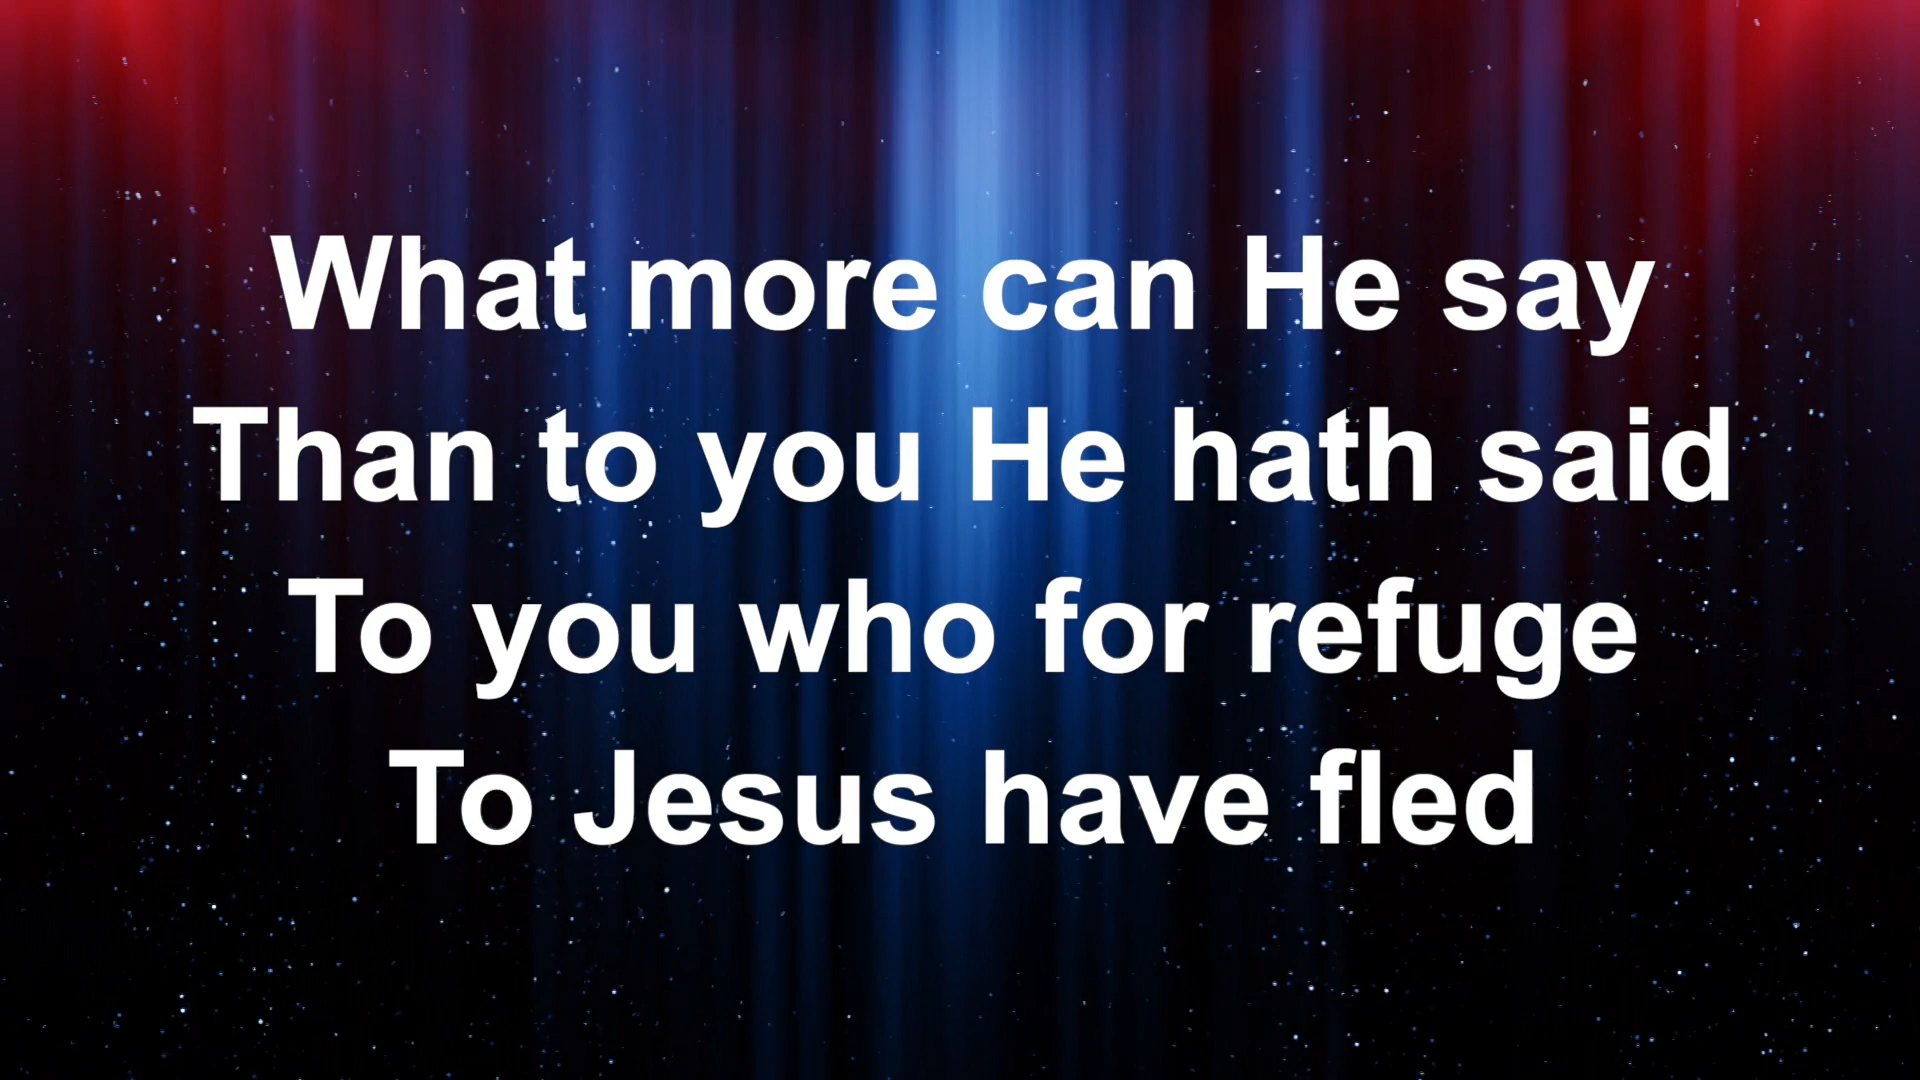 What more can He say
Than to you He hath said
To you who for refuge
To Jesus have fled